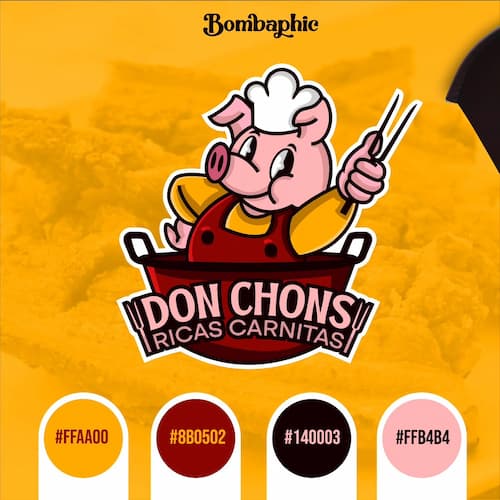 Bombaphic
DON CHONS
RICAS CARNITAS
#FFAA00
#8B0502
#140003
#FFB4B4